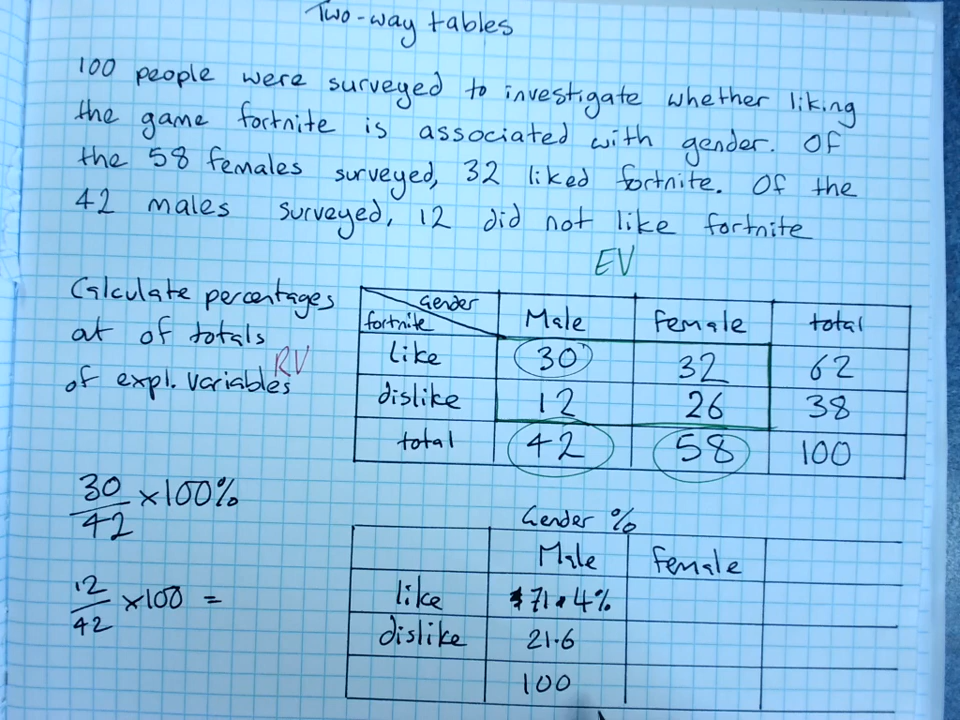 Two-way tables
100 people were surveyed to investigate whether liking
the game fortnite is associated with gender. Of
the 58 females surveyed, 32 liked fortnite. Of the
42 males surveyed, 12 did not like fortnite
EV
Calculate percentages
at of totals
RV
of expl. variables
Gender
fortnite Male Female total
like 30 32 62
dislike 12 26 38
total 42 58 100
30/42 ×100%
12/42 ×100 =
Gender %
Male Female
like 71.4%
dislike 21.6
100